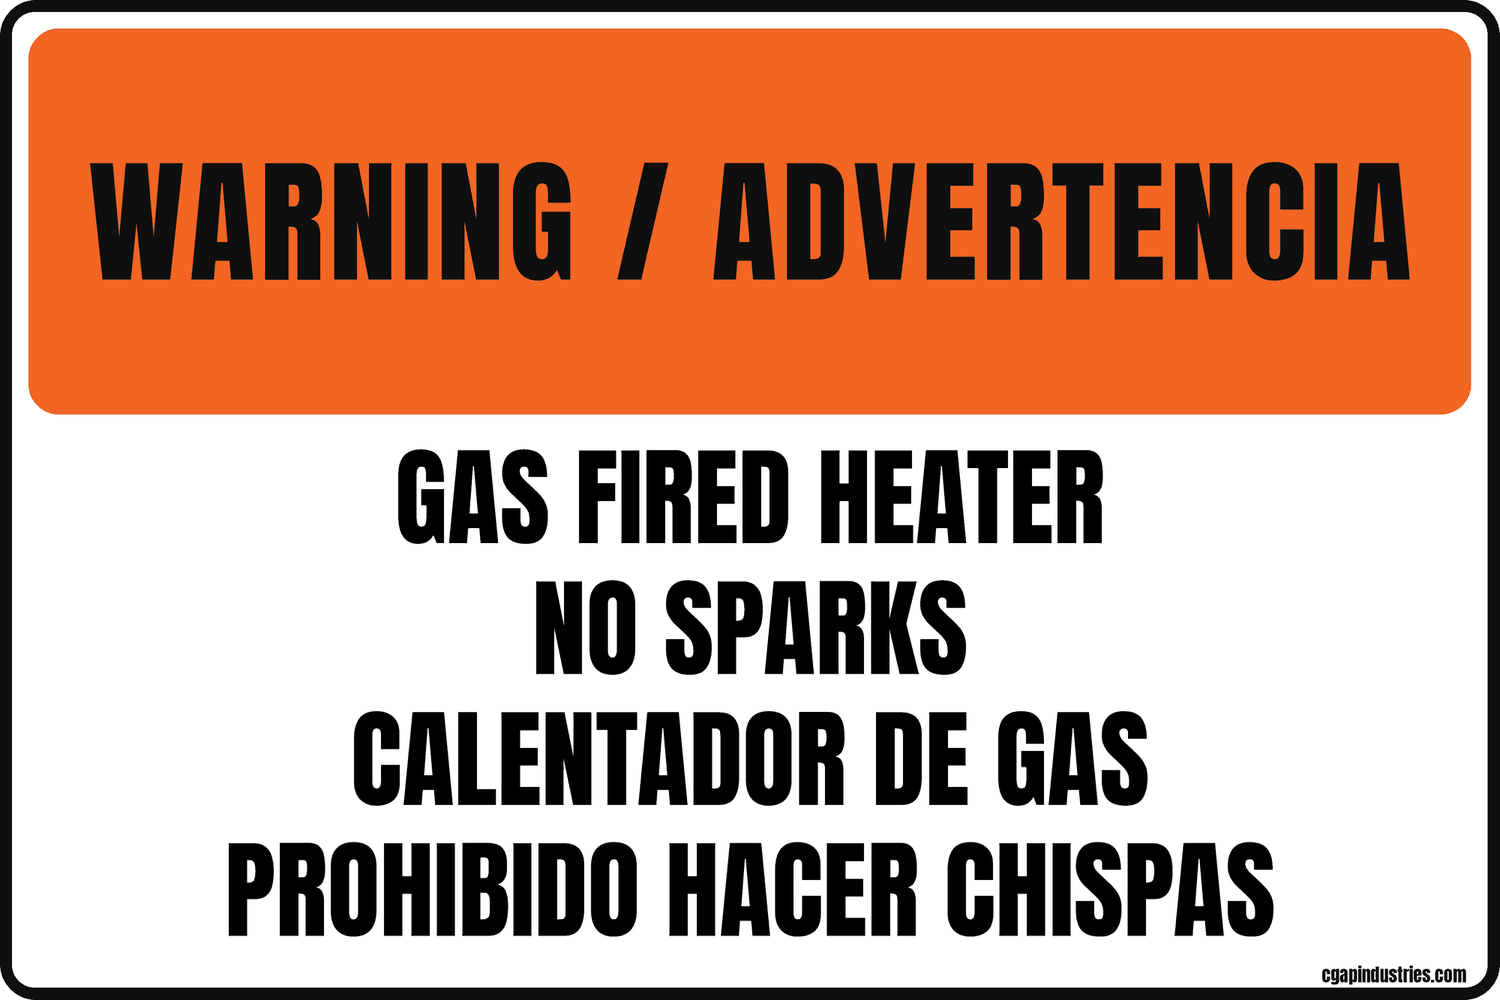 WARNING / ADVERTENCIA
GAS FIRED HEATER
NO SPARKS
CALENTADOR DE GAS
PROHIBIDO HACER CHISPAS
cgapindustries.com